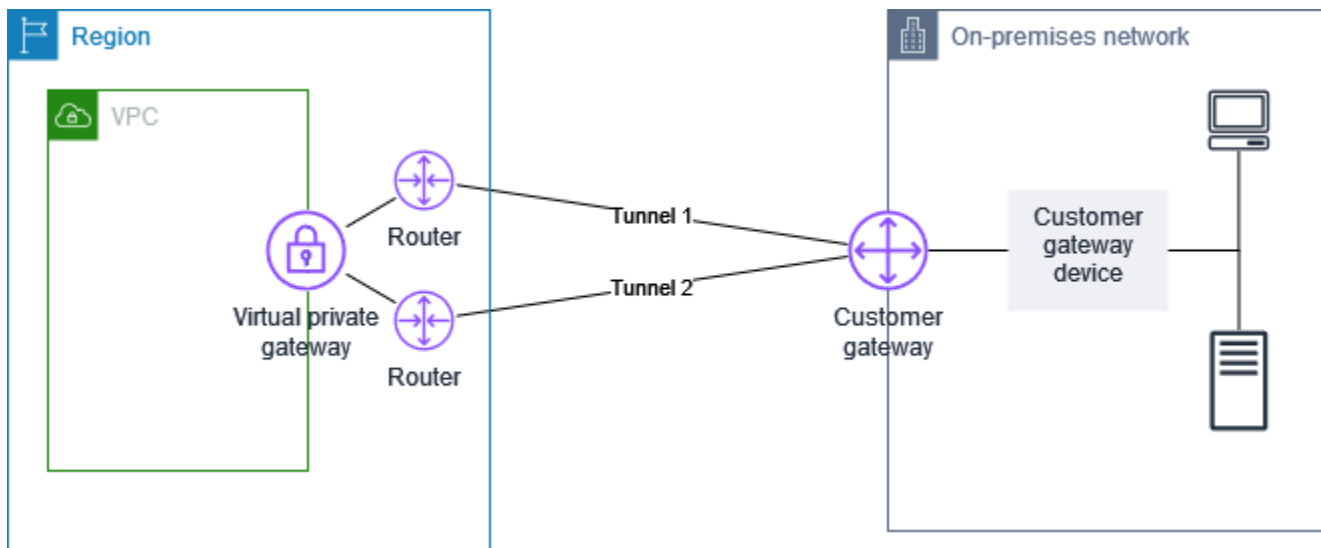 Region
On-premises network
VPC
Router
Tunnel 1
Customer
gateway
device
Tunnel 2
Virtual private
gateway
Customer
gateway
Router